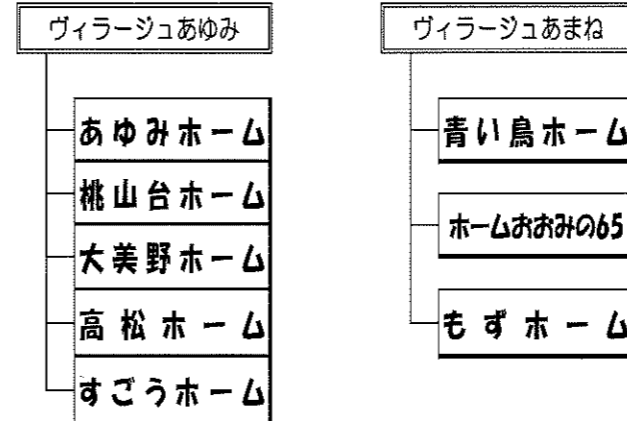 ヴィラージュあゆみ
あゆみホーム
桃山台ホーム
大美野ホーム
高松ホーム
すごうホーム
ヴィラージュあまね
青い鳥ホーム
ホームおおみの65
もずホーム